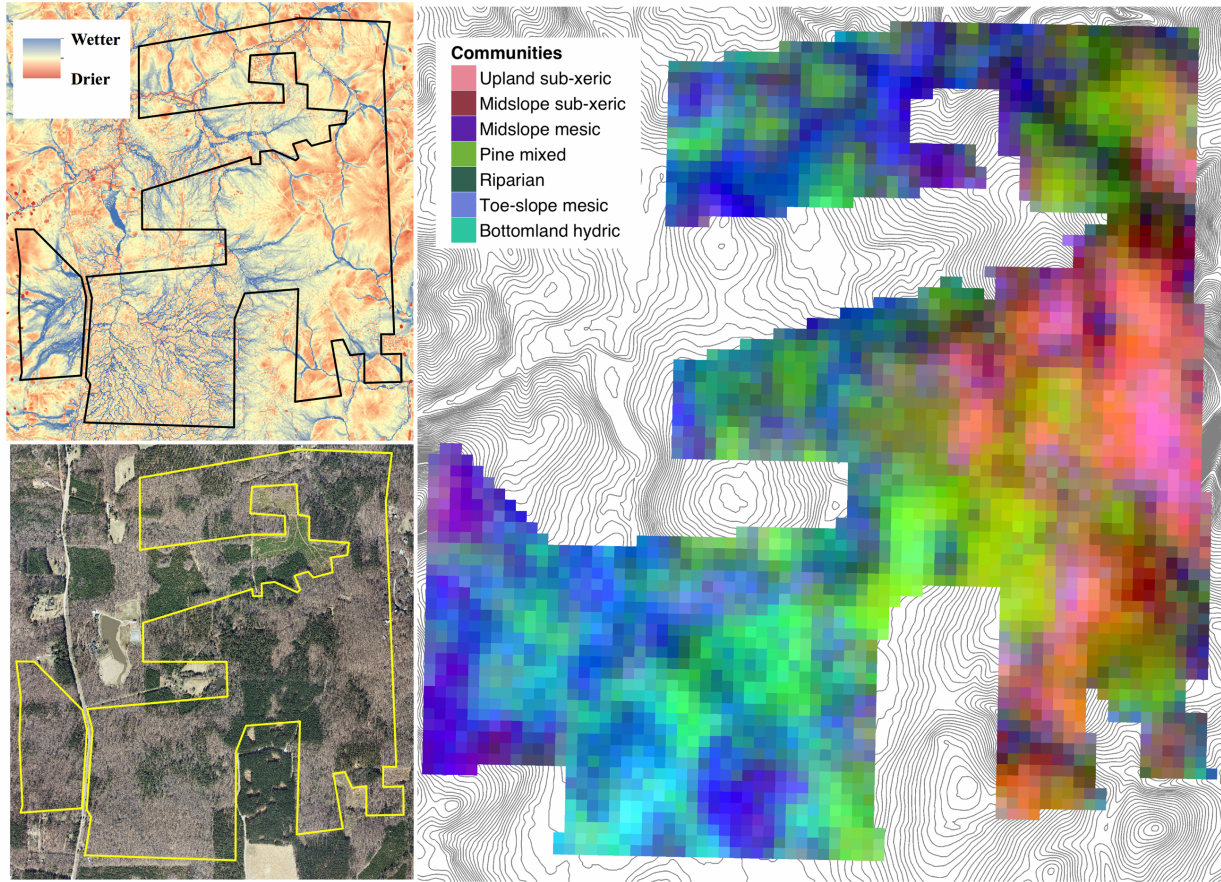 Wetter
Drier
Communities
Upland sub-xeric
Midslope sub-xeric
Midslope mesic
Pine mixed
Riparian
Toe-slope mesic
Bottomland hydric